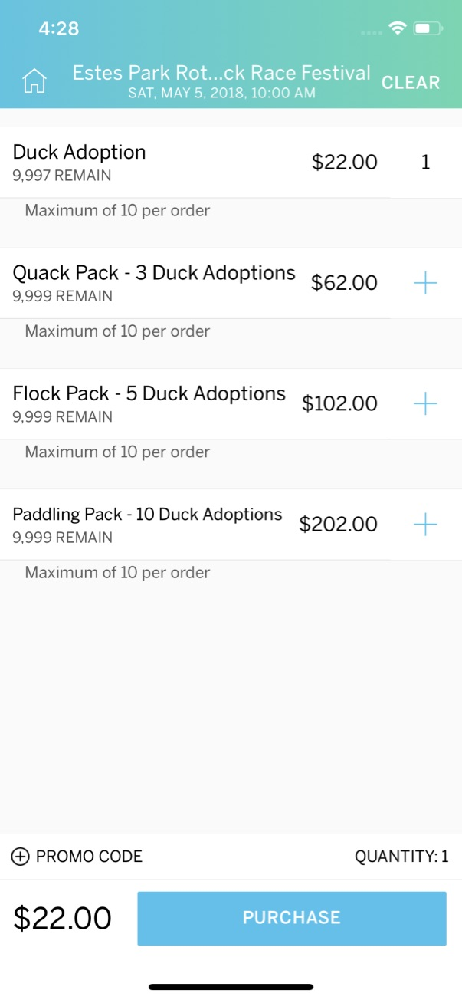 4:28
Estes Park Rot...ck Race Festival
CLEAR
SAT, MAY 5, 2018, 10:00 AM
Duck Adoption
$22.00
1
9,997 REMAIN
Maximum of 10 per order
Quack Pack - 3 Duck Adoptions
$62.00
9,999 REMAIN
Maximum of 10 per order
Flock Pack - 5 Duck Adoptions
$102.00
9,999 REMAIN
Maximum of 10 per order
Paddling Pack - 10 Duck Adoptions
$202.00
9,999 REMAIN
Maximum of 10 per order
PROMO CODE
QUANTITY: 1
$22.00
PURCHASE